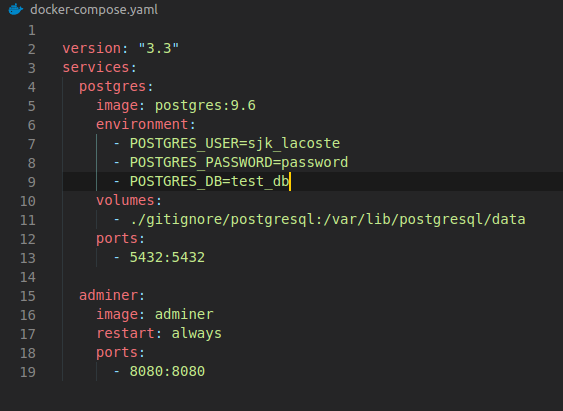 docker-compose.yaml
1
2 version: "3.3"
3 services:
4   postgres:
5     image: postgres:9.6
6     environment:
7       - POSTGRES_USER=sjk_lacoste
8       - POSTGRES_PASSWORD=password
9       - POSTGRES_DB=test_db
10     volumes:
11       - ./gitignore/postgresql:/var/lib/postgresql/data
12     ports:
13       - 5432:5432
14
15   adminer:
16     image: adminer
17     restart: always
18     ports:
19       - 8080:8080